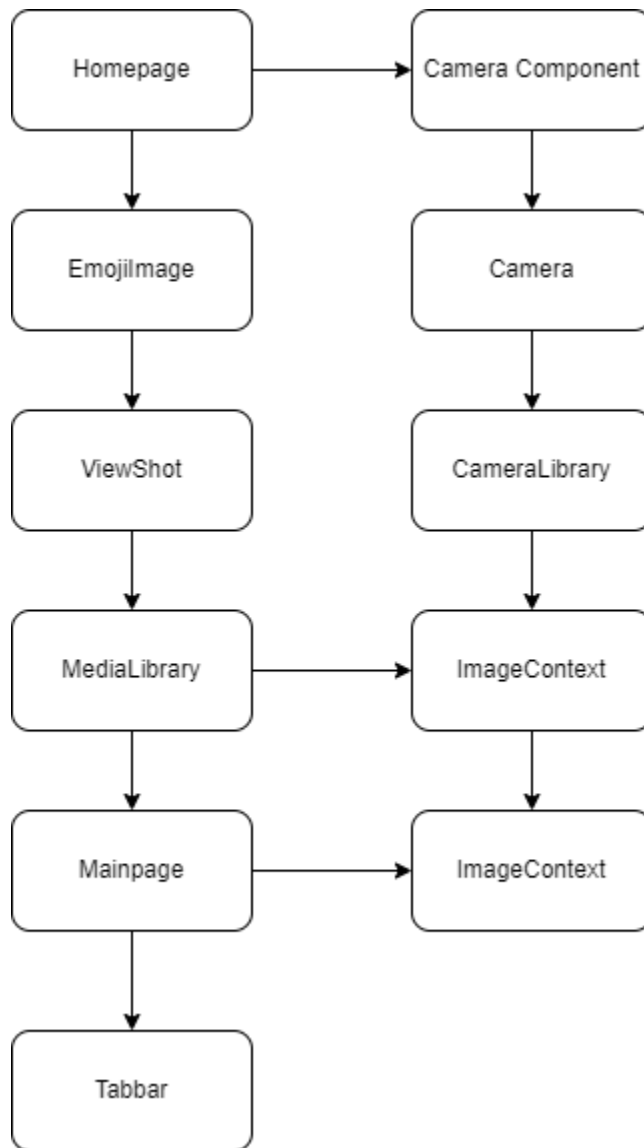 Homepage
Camera Component
EmojiImage
Camera
ViewShot
CameraLibrary
MediaLibrary
ImageContext
Mainpage
ImageContext
Tabbar